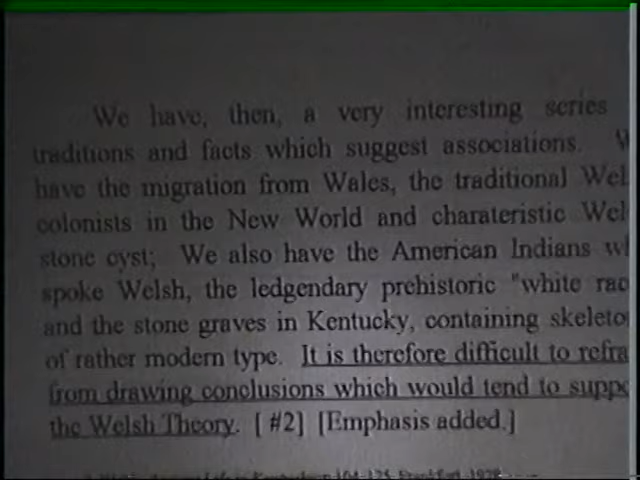 We have, then, a very interesting series
traditions and facts which suggest associations. W
have the migration from Wales, the traditional Wel
colonists in the New World and charateristic Wel
stone cyst; We also have the American Indians wh
spoke Welsh, the ledgendary prehistoric "white rac
and the stone graves in Kentucky, containing skeleto
of rather modern type. It is therefore difficult to refra
from drawing conclusions which would tend to suppo
the Welsh Theory. [ #2] [Emphasis added.]